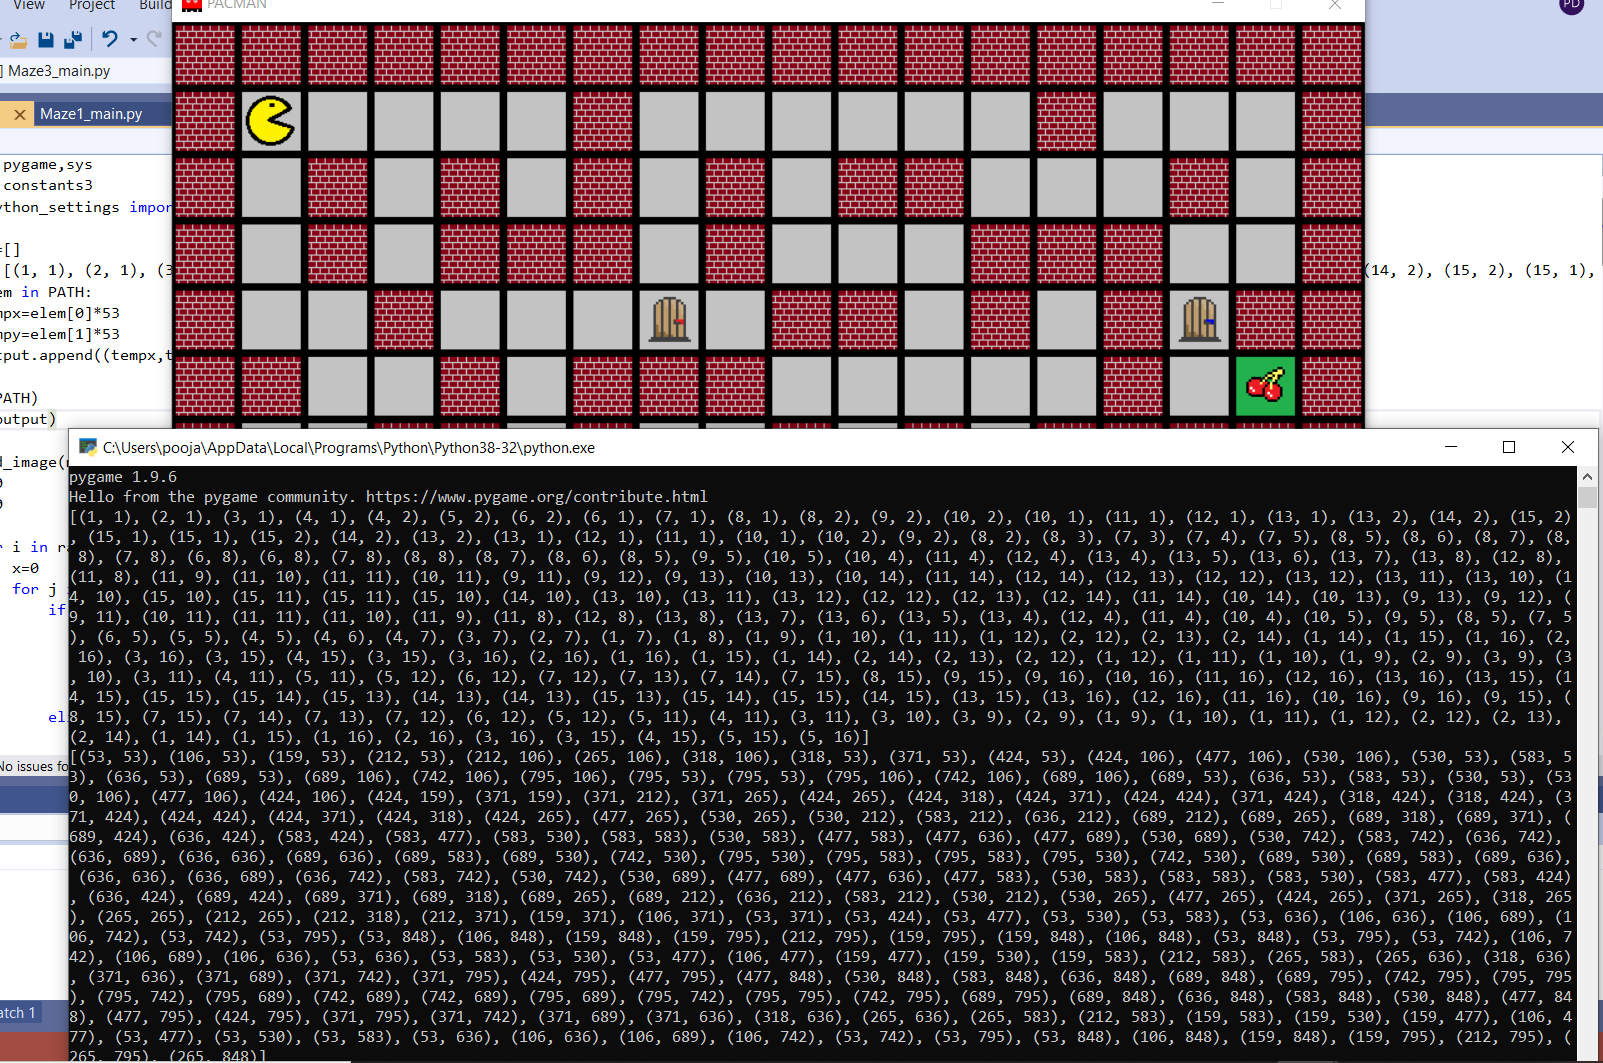 View Project Build
PACMAN
PD
Maze3_main.py
Maze1_main.py
pygame,sys
constants3
ython_settings impor
=[]
[(1, 1), (2, 1), (3
(14, 2), (15, 2), (15, 1),
em in PATH:
mpx=elem[0]*53
mpy=elem[1]*53
tput.append((tempx,t
PATH)
output)
d_image(
r i in r
x=0
for j
if
el
No issues fo
atch 1
C:\Users\pooja\AppData\Local\Programs\Python\Python38-32\python.exe
pygame 1.9.6
Hello from the pygame community. https://www.pygame.org/contribute.html
[(1, 1), (2, 1), (3, 1), (4, 1), (4, 2), (5, 2), (6, 2), (6, 1), (7, 1), (8, 1), (8, 2), (9, 2), (10, 2), (10, 1), (11, 1), (12, 1), (13, 1), (13, 2), (14, 2), (15, 2)
, (15, 1), (15, 1), (15, 2), (14, 2), (13, 2), (13, 1), (12, 1), (11, 1), (10, 1), (10, 2), (9, 2), (8, 2), (8, 3), (7, 3), (7, 4), (7, 5), (8, 5), (8, 6), (8, 7), (8,
8), (7, 8), (6, 8), (6, 8), (7, 8), (8, 8), (8, 7), (8, 6), (8, 5), (9, 5), (10, 5), (10, 4), (11, 4), (12, 4), (13, 4), (13, 5), (13, 6), (13, 7), (13, 8), (12, 8),
(11, 8), (11, 9), (11, 10), (11, 11), (10, 11), (9, 11), (9, 12), (9, 13), (10, 13), (10, 14), (11, 14), (12, 14), (12, 13), (12, 12), (13, 12), (13, 11), (13, 10), (1
4, 10), (15, 10), (15, 11), (15, 11), (15, 10), (14, 10), (13, 10), (13, 11), (13, 12), (12, 12), (12, 13), (12, 14), (11, 14), (10, 14), (10, 13), (9, 13), (9, 12), (
9, 11), (10, 11), (11, 11), (11, 10), (11, 9), (11, 8), (12, 8), (13, 8), (13, 7), (13, 6), (13, 5), (13, 4), (12, 4), (11, 4), (10, 4), (10, 5), (9, 5), (8, 5), (7, 5
), (6, 5), (5, 5), (4, 5), (4, 6), (4, 7), (3, 7), (2, 7), (1, 7), (1, 8), (1, 9), (1, 10), (1, 11), (1, 12), (2, 12), (2, 13), (2, 14), (1, 14), (1, 15), (1, 16), (2,
16), (3, 16), (3, 15), (4, 15), (3, 15), (3, 16), (2, 16), (1, 16), (1, 15), (1, 14), (2, 14), (2, 13), (2, 12), (1, 12), (1, 11), (1, 10), (1, 9), (2, 9), (3, 9), (3
, 10), (3, 11), (4, 11), (5, 11), (5, 12), (6, 12), (7, 12), (7, 13), (7, 14), (7, 15), (8, 15), (9, 15), (9, 16), (10, 16), (11, 16), (12, 16), (13, 16), (13, 15), (1
4, 15), (15, 15), (15, 14), (15, 13), (14, 13), (14, 13), (15, 13), (15, 14), (15, 15), (14, 15), (13, 15), (13, 16), (12, 16), (11, 16), (10, 16), (9, 16), (9, 15), (
8, 15), (7, 15), (7, 14), (7, 13), (7, 12), (6, 12), (5, 12), (5, 11), (4, 11), (3, 11), (3, 10), (3, 9), (2, 9), (1, 9), (1, 10), (1, 11), (1, 12), (2, 12), (2, 13),
(2, 14), (1, 14), (1, 15), (1, 16), (2, 16), (3, 16), (3, 15), (4, 15), (5, 15), (5, 16)]
[(53, 53), (106, 53), (159, 53), (212, 53), (212, 106), (265, 106), (318, 106), (318, 53), (371, 53), (424, 53), (424, 106), (477, 106), (530, 106), (530, 53), (583, 5
3), (636, 53), (689, 53), (689, 106), (742, 106), (795, 106), (795, 53), (795, 53), (795, 106), (742, 106), (689, 106), (689, 53), (636, 53), (583, 53), (530, 53), (53
0, 106), (477, 106), (424, 106), (424, 159), (371, 159), (371, 212), (371, 265), (424, 265), (424, 318), (424, 371), (424, 424), (371, 424), (318, 424), (318, 424), (3
71, 424), (424, 424), (424, 371), (424, 318), (424, 265), (477, 265), (530, 265), (530, 212), (583, 212), (636, 212), (689, 212), (689, 265), (689, 318), (689, 371), (
689, 424), (636, 424), (583, 424), (583, 477), (583, 530), (583, 583), (530, 583), (477, 583), (477, 636), (477, 689), (530, 689), (530, 742), (583, 742), (636, 742),
(636, 689), (636, 636), (689, 636), (689, 583), (689, 530), (742, 530), (795, 530), (795, 583), (795, 583), (795, 530), (742, 530), (689, 530), (689, 583), (689, 636),
(636, 636), (636, 689), (636, 742), (583, 742), (530, 742), (530, 689), (477, 689), (477, 636), (477, 583), (530, 583), (583, 583), (583, 530), (583, 477), (583, 424)
, (636, 424), (689, 424), (689, 371), (689, 318), (689, 265), (689, 212), (636, 212), (583, 212), (530, 212), (530, 265), (477, 265), (424, 265), (371, 265), (318, 265
), (265, 265), (212, 265), (212, 318), (212, 371), (159, 371), (106, 371), (53, 371), (53, 424), (53, 477), (53, 530), (53, 583), (53, 636), (106, 636), (106, 689), (1
06, 742), (53, 742), (53, 795), (53, 848), (106, 848), (159, 848), (159, 795), (212, 795), (159, 795), (159, 848), (106, 848), (53, 848), (53, 795), (53, 742), (106, 7
42), (106, 689), (106, 636), (53, 636), (53, 583), (53, 530), (53, 477), (106, 477), (159, 477), (159, 530), (159, 583), (212, 583), (265, 583), (265, 636), (318, 636)
, (371, 636), (371, 689), (371, 742), (371, 795), (424, 795), (477, 795), (477, 848), (530, 848), (583, 848), (636, 848), (689, 848), (689, 795), (742, 795), (795, 795
), (795, 742), (795, 689), (742, 689), (742, 689), (795, 689), (795, 742), (795, 795), (742, 795), (689, 795), (689, 848), (636, 848), (583, 848), (530, 848), (477, 84
8), (477, 795), (424, 795), (371, 795), (371, 742), (371, 689), (371, 636), (318, 636), (265, 636), (265, 583), (212, 583), (159, 583), (159, 530), (159, 477), (106, 4
77), (53, 477), (53, 530), (53, 583), (53, 636), (106, 636), (106, 689), (106, 742), (53, 742), (53, 795), (53, 848), (106, 848), (159, 848), (159, 795), (212, 795), (
265, 795), (265, 848)]